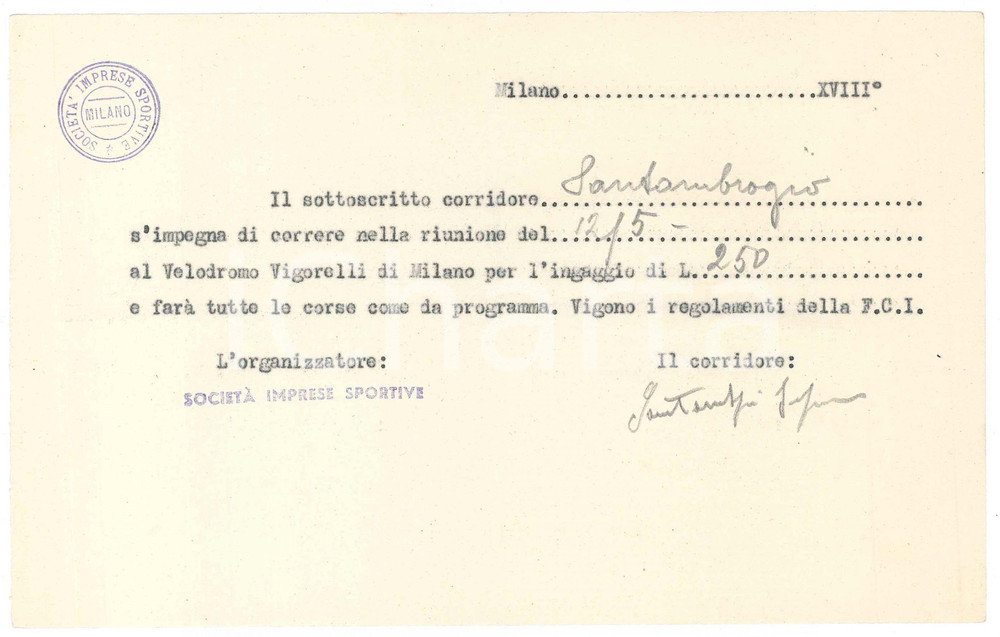 SOCIETA' IMPRESE SPORTIVE
MILANO
Milano........................XVIII°
Il sottoscritto corridore Santambrogio
s'impegna di correre nella riunione del 12/5 -
al Velodromo Vigorelli di Milano per l'ingaggio di L. 250
e farà tutte le corse come da programma. Vigono i regolamenti della F.C.I.
L'organizzatore: Il corridore:
SOCIETÀ IMPRESE SPORTIVE